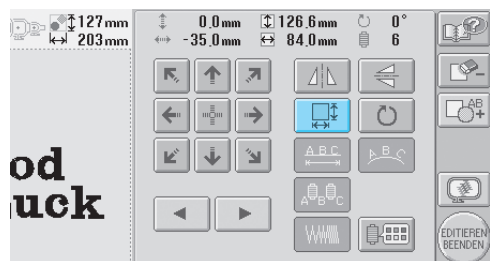 127 mm
203 mm
0.0 mm
-35.0 mm
126.6 mm
84.0 mm
0°
6
od
uck
A B C
A B C
A B C
AB
EDITIEREN
BEENDEN